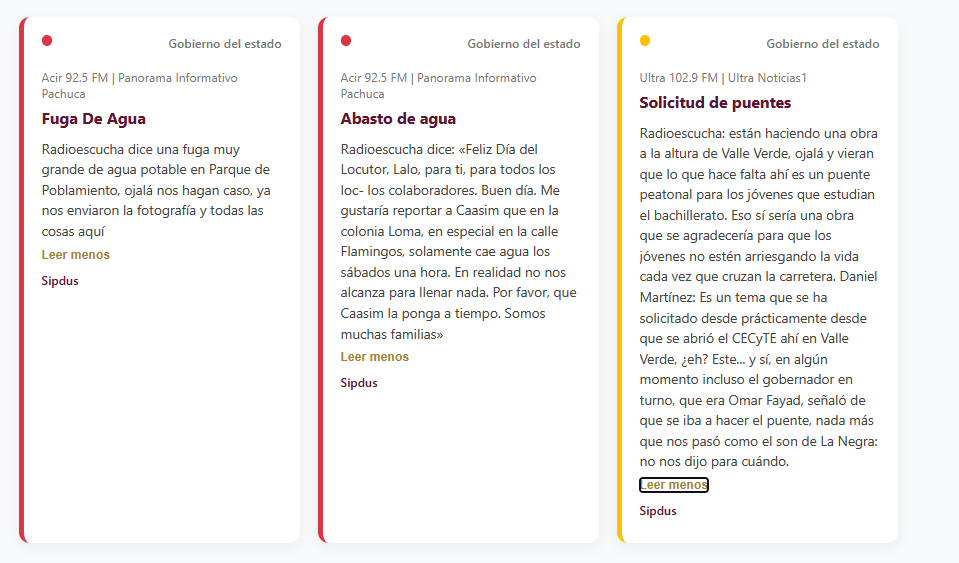 Gobierno del estado
Acir 92.5 FM | Panorama Informativo
Pachuca
Fuga De Agua
Radioescucha dice una fuga muy
grande de agua potable en Parque de
Poblamiento, ojalá nos hagan caso, ya
nos enviaron la fotografía y todas las
cosas aquí
Leer menos
Sipdus
Gobierno del estado
Acir 92.5 FM | Panorama Informativo
Pachuca
Abasto de agua
Radioescucha dice: «Feliz Día del
Locutor, Lalo, para ti, para todos los
loc- los colaboradores. Buen día. Me
gustaría reportar a Caasim que en la
colonia Loma, en especial en la calle
Flamingos, solamente cae agua los
sábados una hora. En realidad no nos
alcanza para llenar nada. Por favor, que
Caasim la ponga a tiempo. Somos
muchas familias»
Leer menos
Sipdus
Gobierno del estado
Ultra 102.9 FM | Ultra Noticias1
Solicitud de puentes
Radioescucha: están haciendo una obra
a la altura de Valle Verde, ojalá y vieran
que lo que hace falta ahí es un puente
peatonal para los jóvenes que estudian
el bachillerato. Eso sí sería una obra
que se agradecería para que los
jóvenes no estén arriesgando la vida
cada vez que cruzan la carretera. Daniel
Martínez: Es un tema que se ha
solicitado desde prácticamente desde
que se abrió el CECyTE ahí en Valle
Verde, ¿eh? Este... y sí, en algún
momento incluso el gobernador en
turno, que era Omar Fayad, señaló de
que se iba a hacer el puente, nada más
que nos pasó como el son de La Negra:
no nos dijo para cuándo.
Leer menos
Sipdus